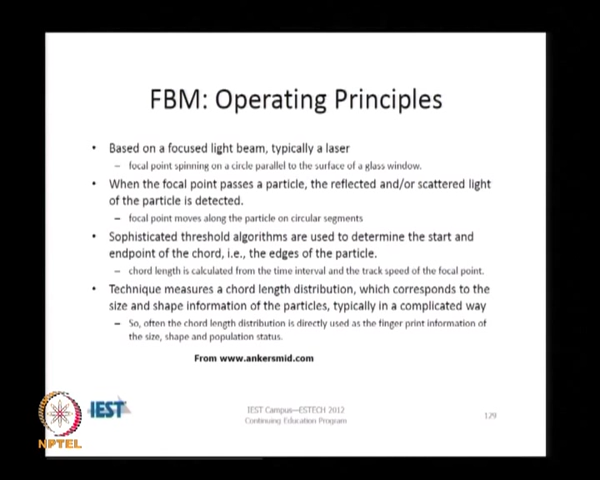 FBM: Operating Principles
• Based on a focused light beam, typically a laser
– focal point spinning on a circle parallel to the surface of a glass window.
• When the focal point passes a particle, the reflected and/or scattered light
of the particle is detected.
– focal point moves along the particle on circular segments
• Sophisticated threshold algorithms are used to determine the start and
endpoint of the chord, i.e., the edges of the particle.
– chord length is calculated from the time interval and the track speed of the focal point.
• Technique measures a chord length distribution, which corresponds to the
size and shape information of the particles, typically in a complicated way
– So, often the chord length distribution is directly used as the finger print information of
the size, shape and population status.
From www.ankersmid.com
IEST
NPTEL
IEST Campus—ESTECH 2012
Continuing Education Program
129